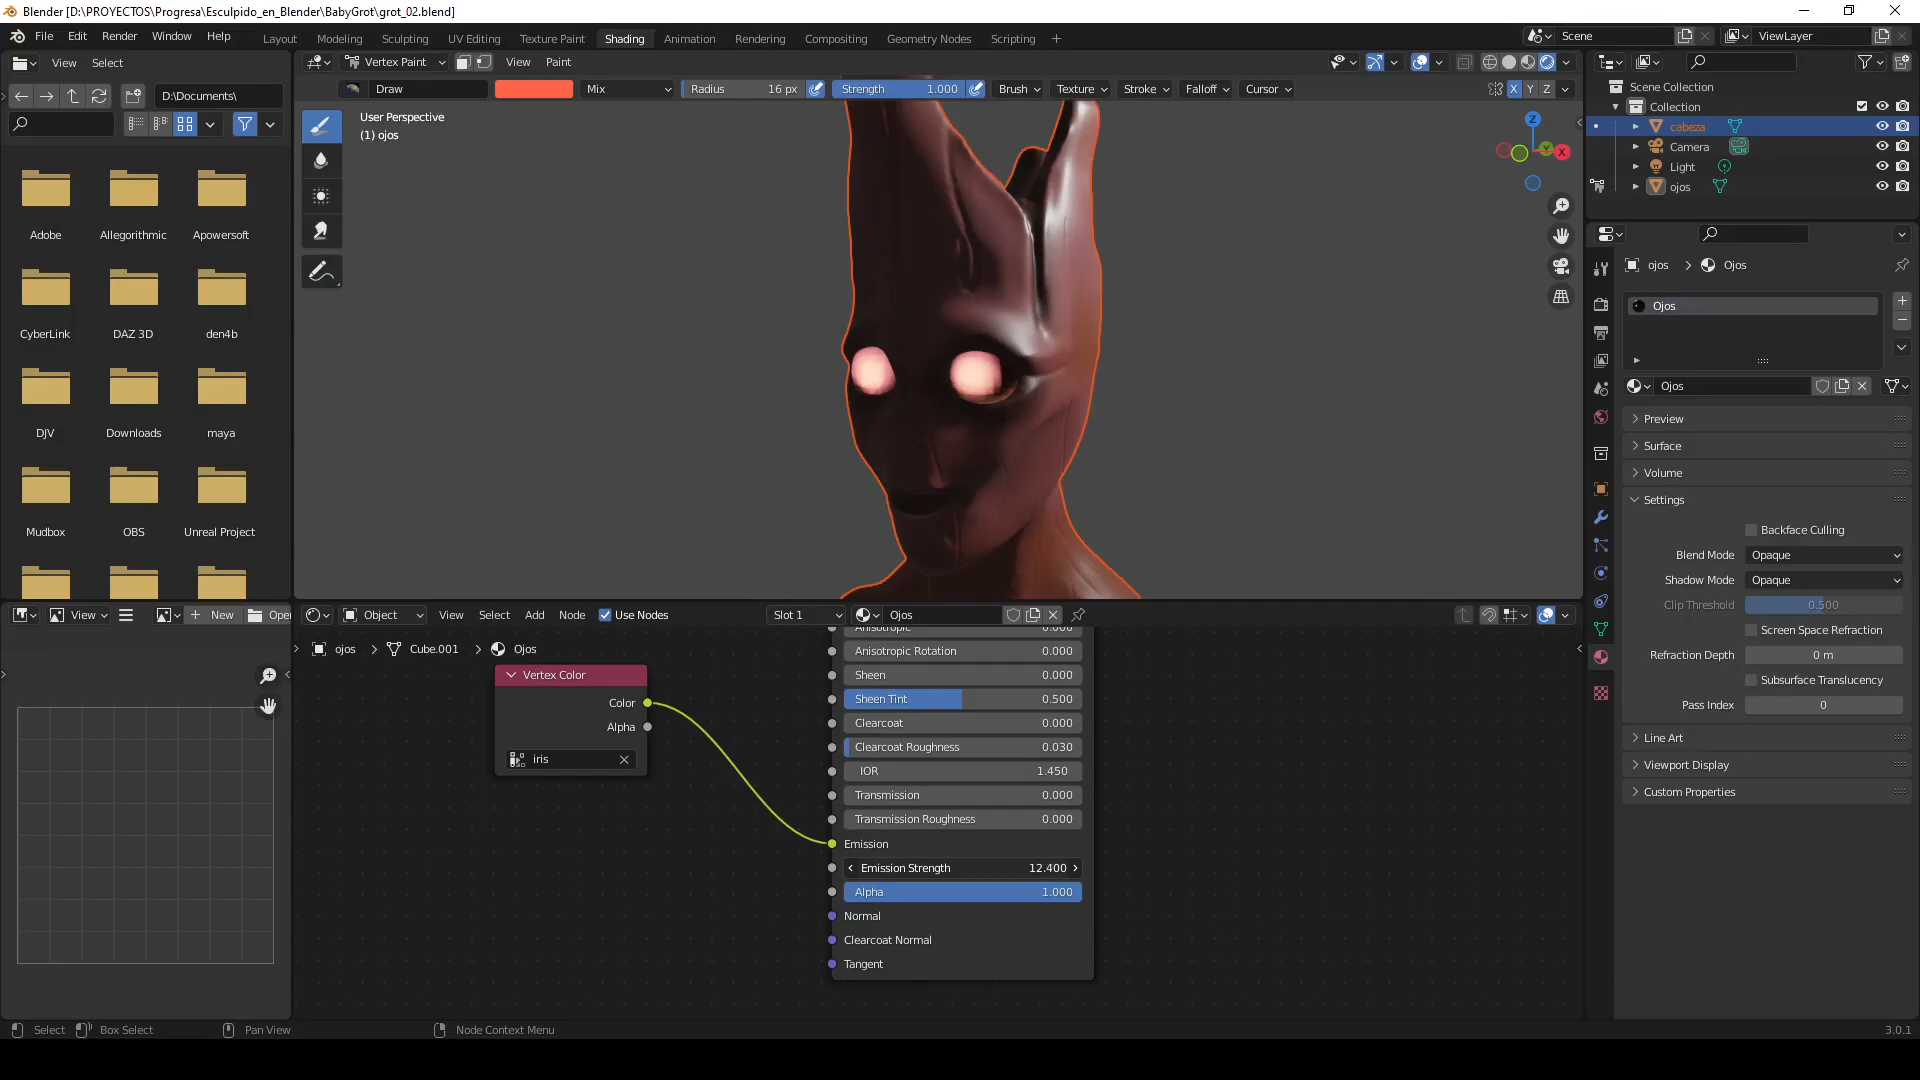 Blender [D:\PROYECTOS\Progresa\Esculpido_en_Blender\BabyGrot\grot_02.blend]
File Edit Render Window Help
Layout Modeling Sculpting UV Editing Texture Paint Shading Animation Rendering Compositing Geometry Nodes Scripting
Scene
ViewLayer
View Select
Vertex Paint View Paint
D:\Documents\
Draw Mix Radius 16 px Strength 1.000 Brush Texture Stroke Falloff Cursor X Y Z
User Perspective
(1) ojos
Z
Y
X
Adobe Allegorithmic Apowersoft
CyberLink DAZ 3D den4b
DJV Downloads maya
Mudbox OBS Unreal Project
Scene Collection
Collection
cabeza
Camera
Light
ojos
ojos Ojos
Ojos
Ojos
Preview
Surface
Volume
Settings
Backface Culling
Blend Mode Opaque
Shadow Mode Opaque
Clip Threshold 0.500
Screen Space Refraction
Refraction Depth 0 m
Subsurface Translucency
Pass Index 0
Line Art
Viewport Display
Custom Properties
View New Open
Object View Select Add Node Use Nodes Slot 1 Ojos
ojos Cube.001 Ojos
Vertex Color
Color
Alpha
iris
Anisotropic 0.000
Anisotropic Rotation 0.000
Sheen 0.000
Sheen Tint 0.500
Clearcoat 0.000
Clearcoat Roughness 0.030
IOR 1.450
Transmission 0.000
Transmission Roughness 0.000
Emission
Emission Strength 12.400
Alpha 1.000
Normal
Clearcoat Normal
Tangent
Select Box Select Pan View Node Context Menu 3.0.1